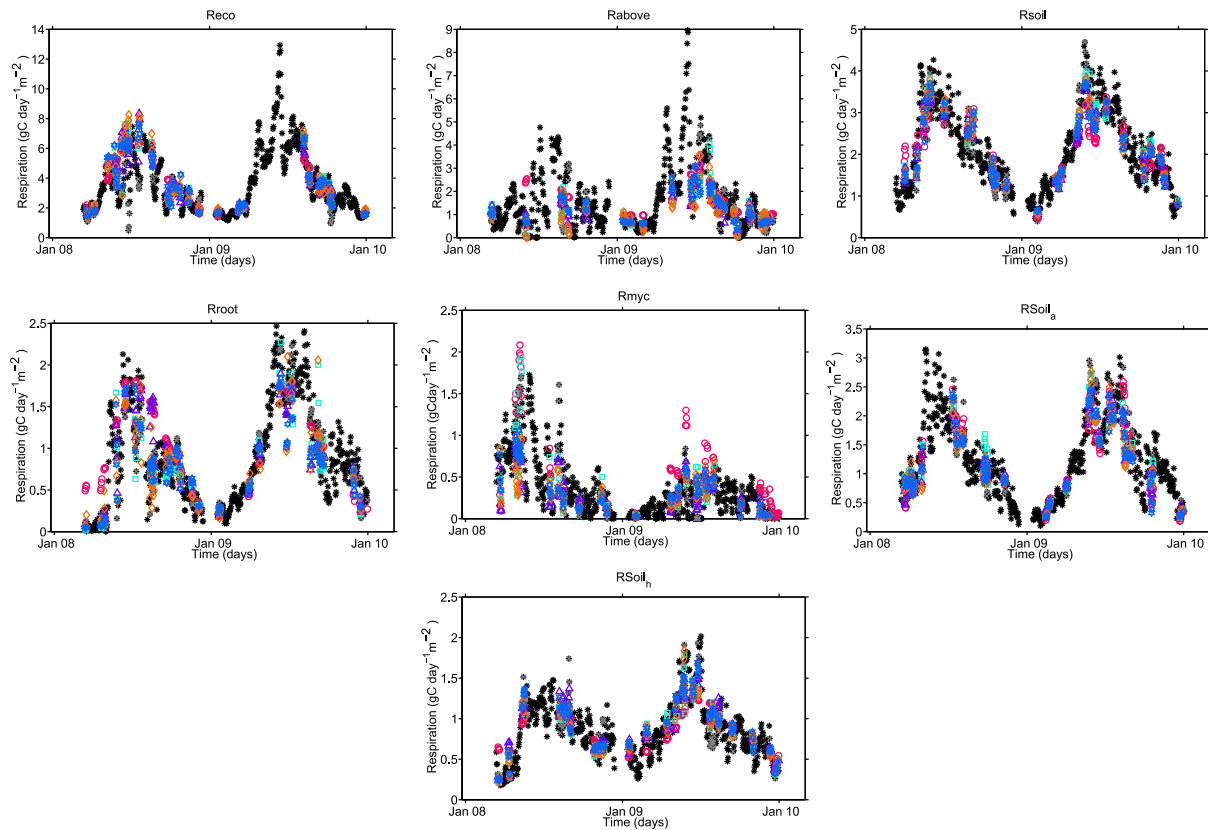 Reco
Respiration (gC day−1m−2 )
14
12
10
8
6
4
2
0
Jan 08
Jan 09
Jan 10
Time (days)
Rabove
Respiration (gC day−1m−2 )
9
8
7
6
5
4
3
2
1
0
Jan 08
Jan 09
Jan 10
Time (days)
Rsoil
Respiration (gC day−1m−2 )
5
4
3
2
1
0
Jan 08
Jan 09
Jan 10
Time (days)
Rroot
Respiration (gC day−1m−2 )
2.5
2
1.5
1
0.5
0
Jan 08
Jan 09
Jan 10
Time (days)
Rmyc
Respiration (gCday−1m−2 )
2.5
2
1.5
1
0.5
0
Jan 08
Jan 09
Jan 10
Time (days)
RSoila
Respiration (gC day−1m−2 )
3.5
3
2.5
2
1.5
1
0.5
0
Jan 08
Jan 09
Jan 10
Time (days)
RSoilh
Respiration (gC day−1m−2 )
2.5
2
1.5
1
0.5
0
Jan 08
Jan 09
Jan 10
Time (days)